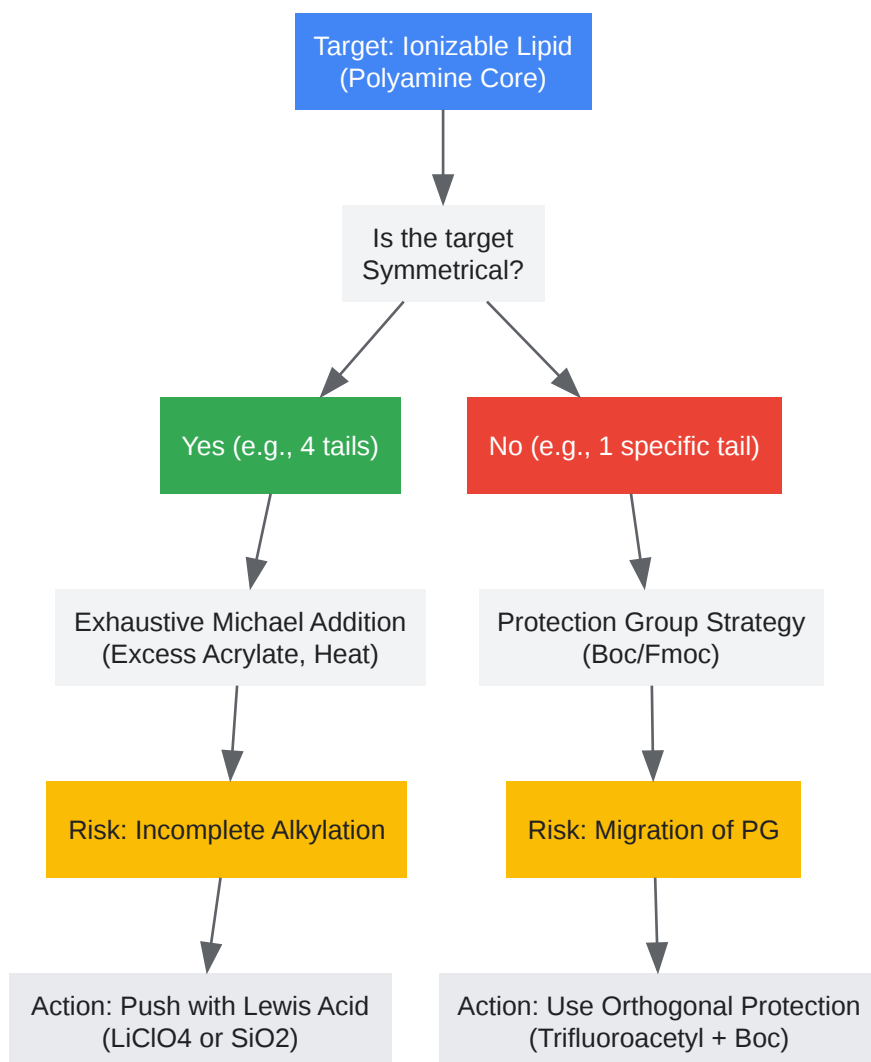 Target: Ionizable Lipid
(Polyamine Core)
Is the target
Symmetrical?
Yes (e.g., 4 tails)
No (e.g., 1 specific tail)
Exhaustive Michael Addition
(Excess Acrylate, Heat)
Protection Group Strategy
(Boc/Fmoc)
Risk: Incomplete Alkylation
Risk: Migration of PG
Action: Push with Lewis Acid
(LiClO4 or SiO2)
Action: Use Orthogonal Protection
(Trifluoroacetyl + Boc)